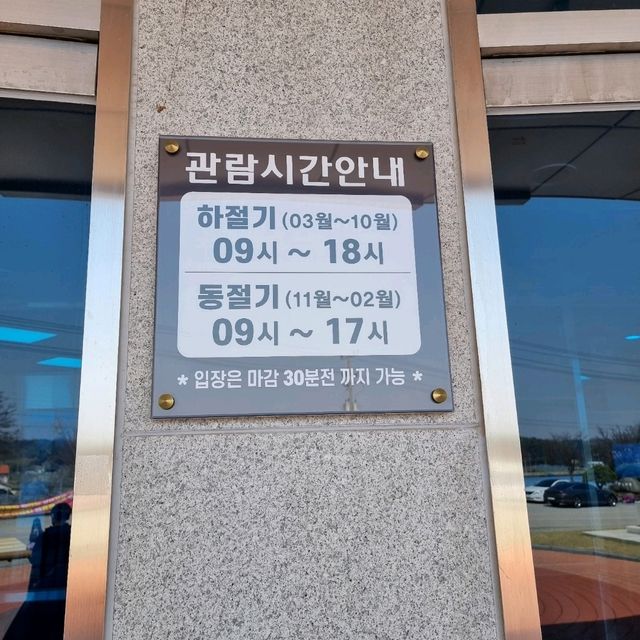 관람시간안내
하절기 (03월~10월)
09시 ~ 18시
동절기 (11월~02월)
09시 ~ 17시
* 입장은 마감 30분전 까지 가능 *